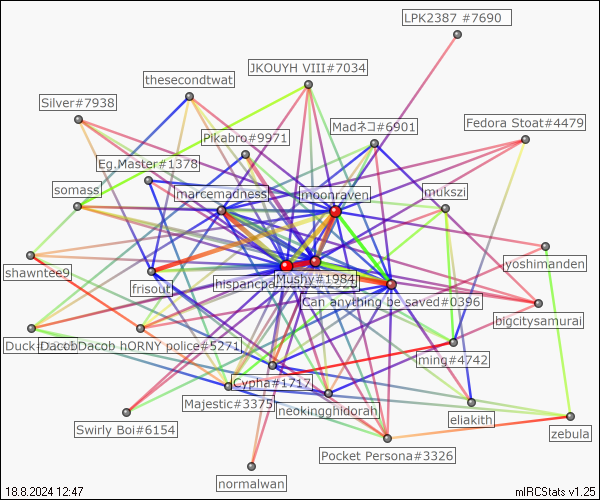 LPK2387 #7690
JKOUYH VIII#7034
thesecondtwat
Silver#7938
Madネコ#6901
Fedora Stoat#4479
Pikabro#9971
Eg.Master#1378
somass
marcemadness
moonraven
mukszi
yoshimanden
shawntee9
frisout
Mushy#1984
Can anything be saved#0396
bigcitysamurai
Dacob hORNY police#5271
ming#4742
Cypha#1717
Majestic#3375
neokingghidorah
eliakith
Swirly Boi#6154
zebula
Pocket Persona#3326
normalwan
18.8.2024 12:47
mIRCStats v1.25